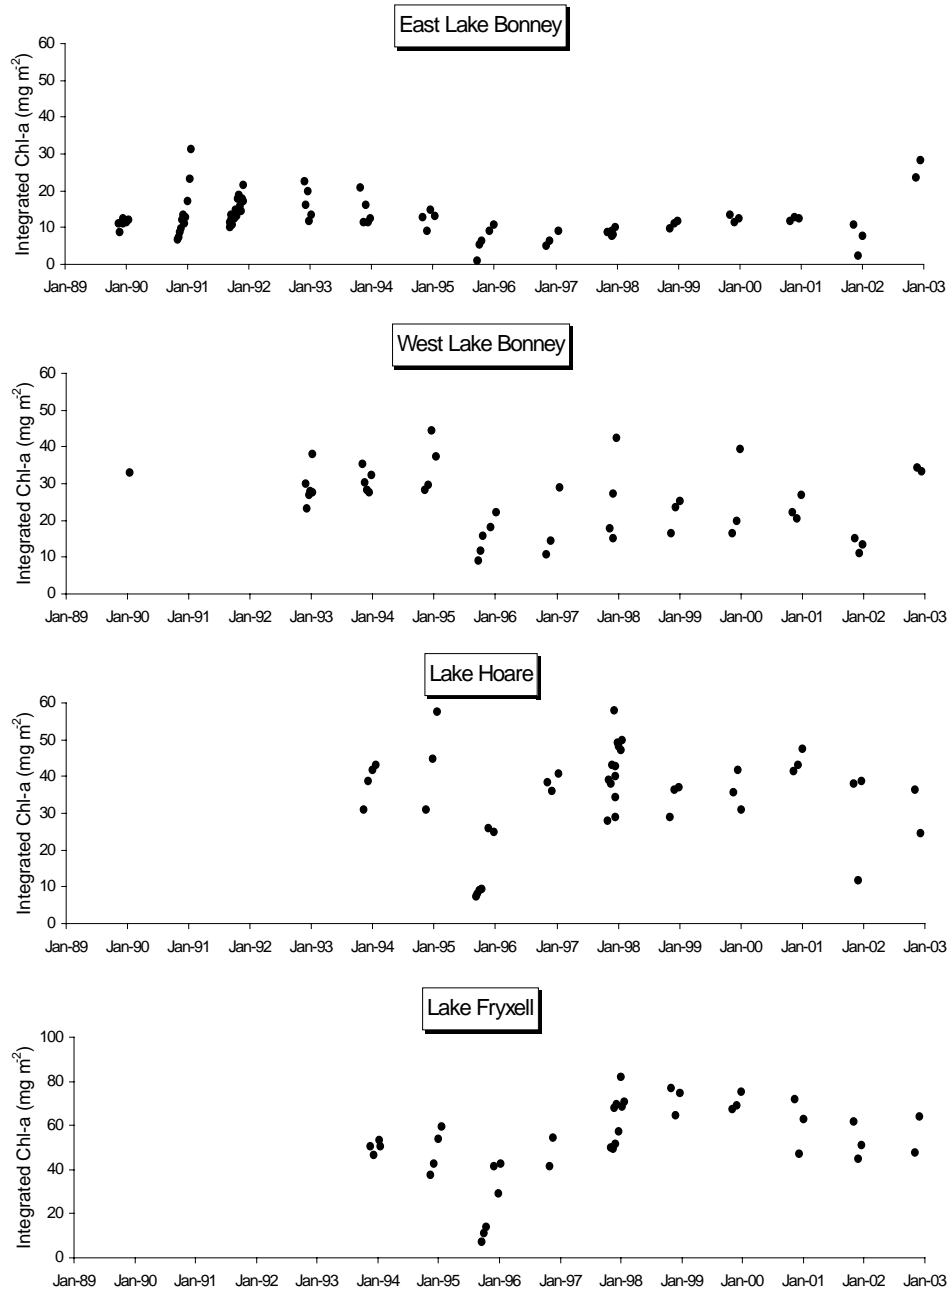 East Lake Bonney
Integrated Chl-a (mg m-2)
60
50
40
30
20
10
0
Jan-89 Jan-90 Jan-91 Jan-92 Jan-93 Jan-94 Jan-95 Jan-96 Jan-97 Jan-98 Jan-99 Jan-00 Jan-01 Jan-02 Jan-03
West Lake Bonney
Integrated Chl-a (mg m-2)
60
50
40
30
20
10
0
Jan-89 Jan-90 Jan-91 Jan-92 Jan-93 Jan-94 Jan-95 Jan-96 Jan-97 Jan-98 Jan-99 Jan-00 Jan-01 Jan-02 Jan-03
Lake Hoare
Integrated Chl-a (mg m-2)
60
50
40
30
20
10
0
Jan-89 Jan-90 Jan-91 Jan-92 Jan-93 Jan-94 Jan-95 Jan-96 Jan-97 Jan-98 Jan-99 Jan-00 Jan-01 Jan-02 Jan-03
Lake Fryxell
Integrated Chl-a (mg m-2)
100
80
60
40
20
0
Jan-89 Jan-90 Jan-91 Jan-92 Jan-93 Jan-94 Jan-95 Jan-96 Jan-97 Jan-98 Jan-99 Jan-00 Jan-01 Jan-02 Jan-03